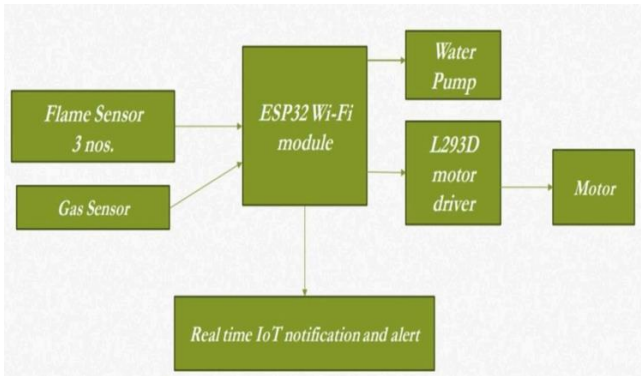 Flame Sensor
3 nos.
Gas Sensor
ESP32 Wi-Fi
module
Water
Pump
L293D
motor
driver
Motor
Real time IoT notification and alert